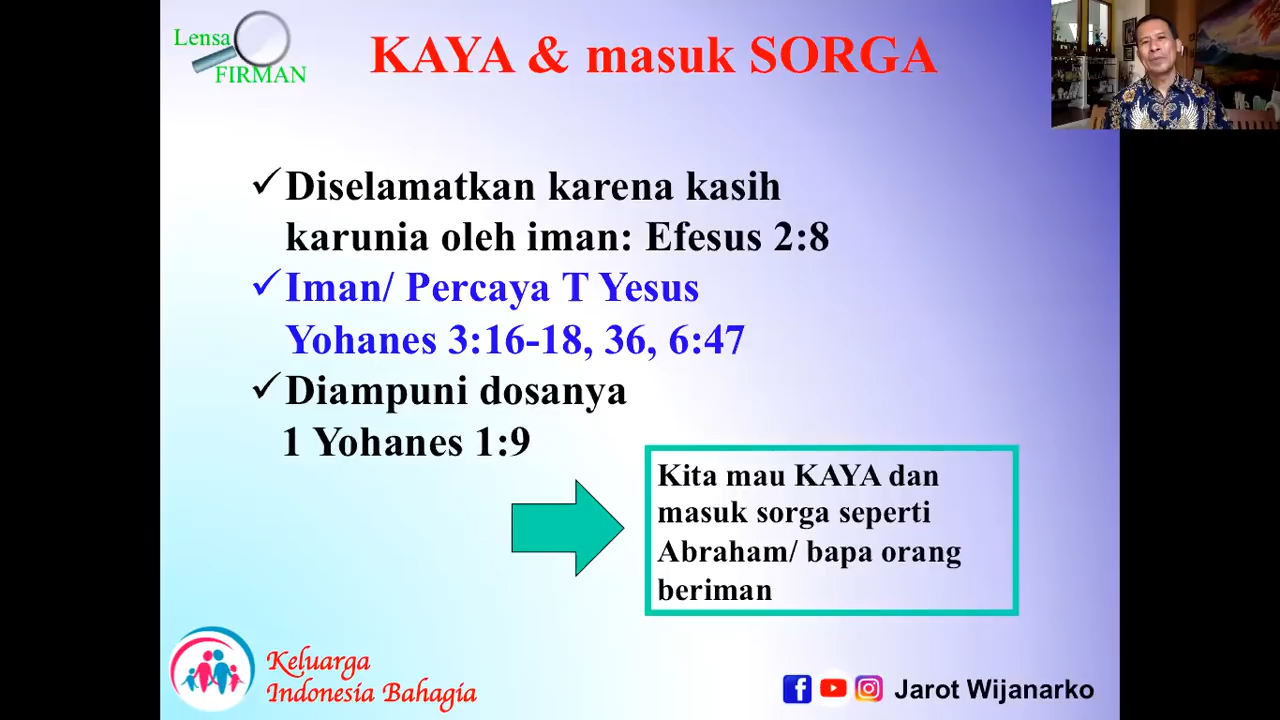 Lensa
FIRMAN
KAYA & masuk SORGA
✓Diselamatkan karena kasih
karunia oleh iman: Efesus 2:8
✓Iman/ Percaya T Yesus
Yohanes 3:16-18, 36, 6:47
✓Diampuni dosanya
1 Yohanes 1:9
Kita mau KAYA dan
masuk sorga seperti
Abraham/ bapa orang
beriman
Keluarga
Indonesia Bahagia
Jarot Wijanarko